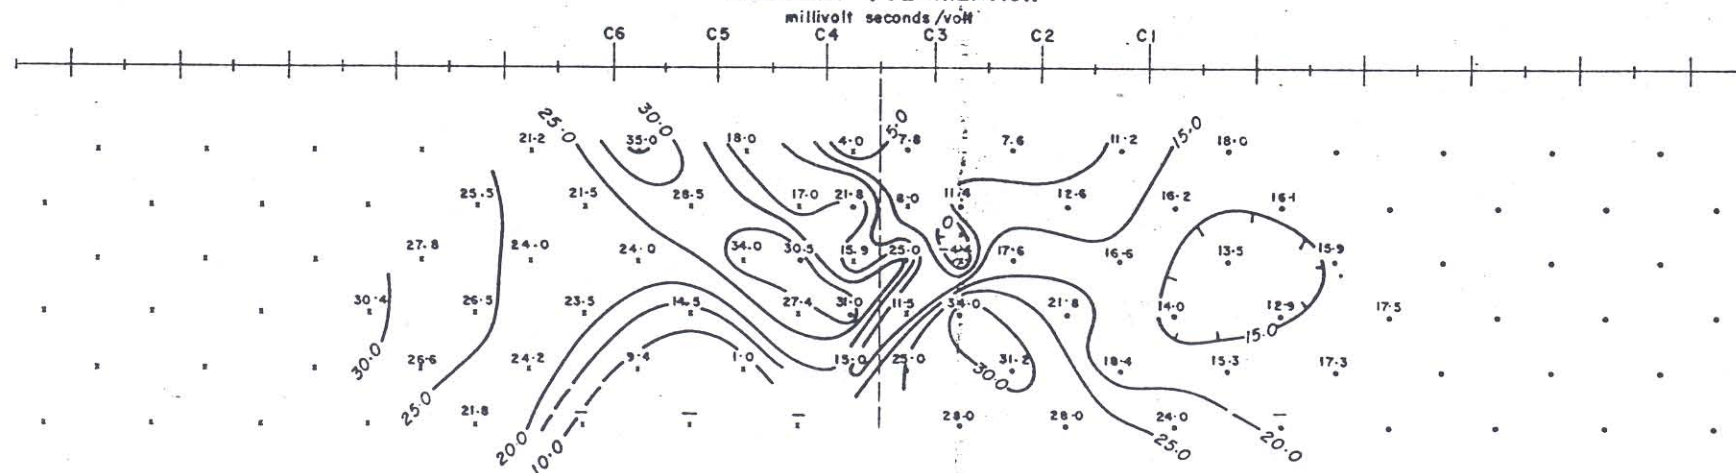 millivolt seconds/volt
C6 C5 C4 C3 C2 C1
25.0 30.0 5.0 15.0
21.2 35.0 18.0 4.0 7.8 7.6 11.2 18.0
25.5 21.5 28.5 17.0 21.8 8.0 11.4 12.6 16.2 16.1
0
27.8 24.0 24.0 34.0 30.5 15.9 25.0 17.6 16.6 13.5 15.9
30.4 26.5 23.5 14.5 27.4 31.0 11.5 34.0 21.8 14.0 12.9 17.5
15.0
26.6 24.2 9.4 1.0 15.0 25.0 31.2 18.4 15.3 17.3
30.0 30.0
25.0
21.8 – – – 28.0 28.0 24.0 –
20.0 10.0 25.0 20.0